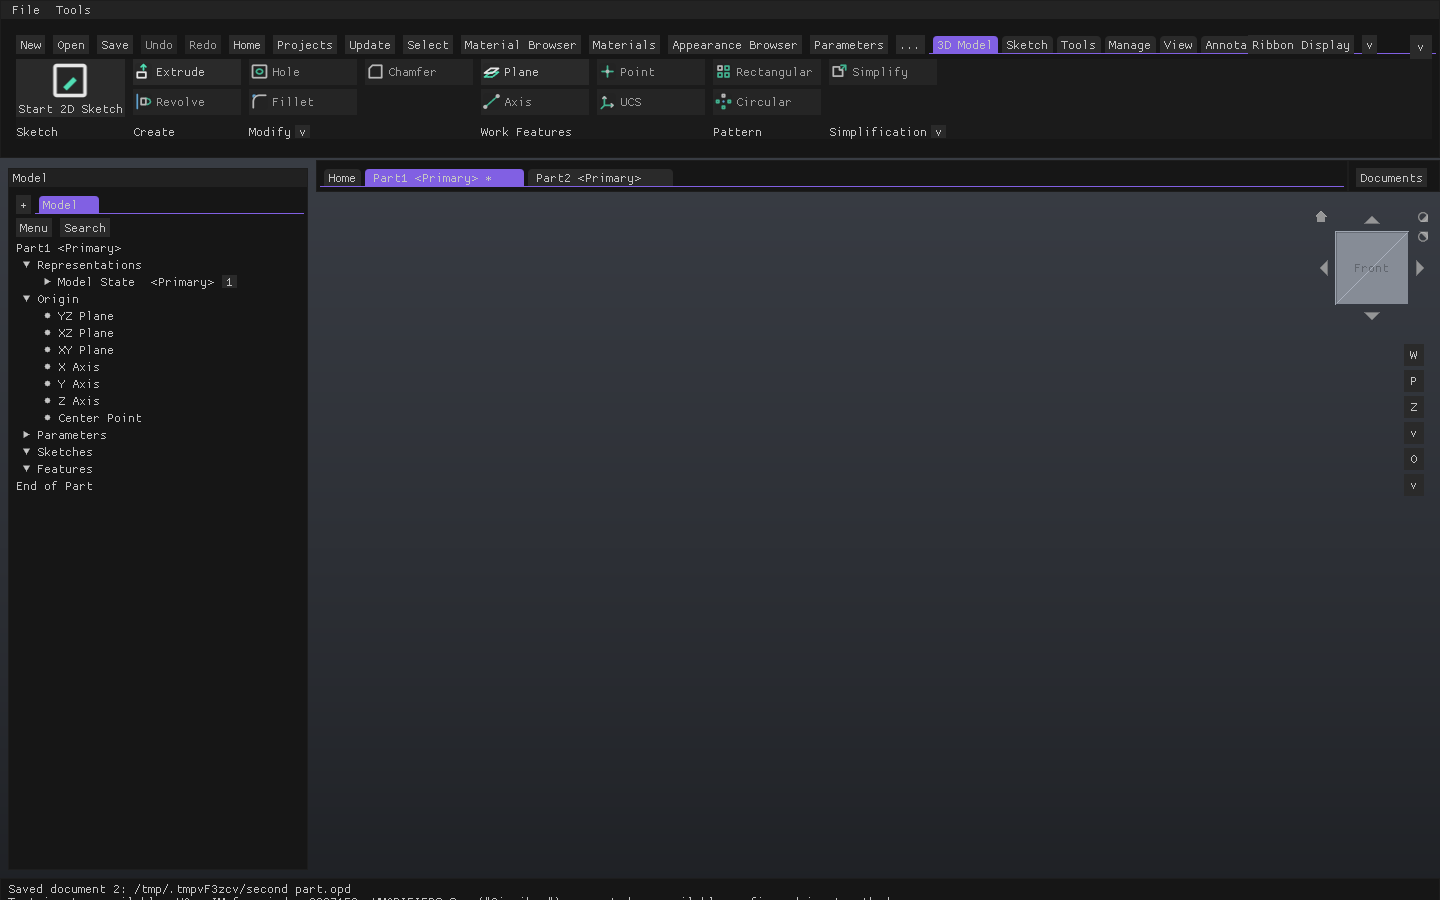 File Tools
New Open Save Undo Redo Home Projects Update Select Material Browser Materials Appearance Browser Parameters ... 3D Model Sketch Tools Manage View Annota Ribbon Display v v
Start 2D Sketch
Extrude Hole Chamfer Plane Point Rectangular Simplify
Revolve Fillet Axis UCS Circular
Sketch Create Modify v Work Features Pattern Simplification v
Model
Home Part1 <Primary> * Part2 <Primary> Documents
+ Model
Menu Search
Part1 <Primary>
Representations
Model State <Primary> 1
Origin
YZ Plane
XZ Plane
XY Plane
X Axis
Y Axis
Z Axis
Center Point
Parameters
Sketches
Features
End of Part
Front
W
P
Z
v
O
v
Saved document 2: /tmp/.tmpvF3zcv/second part.opd